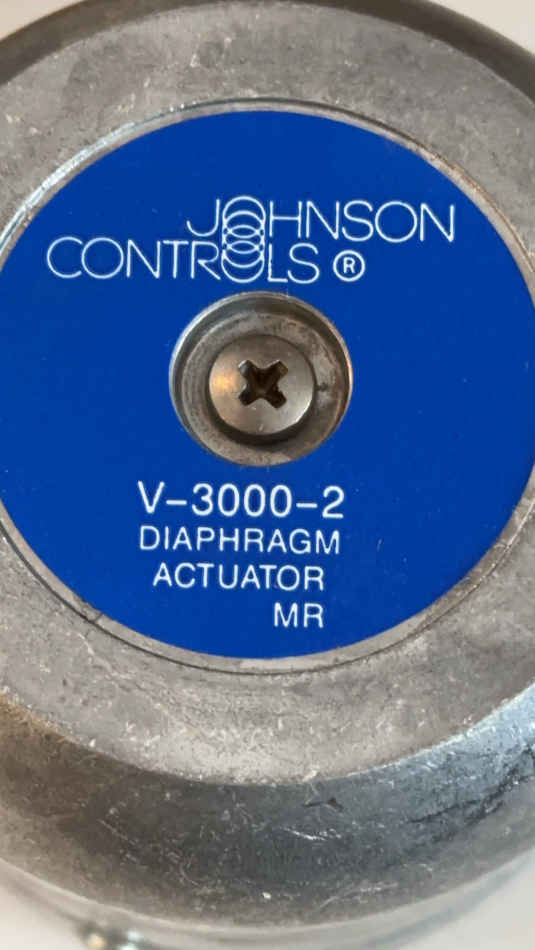 JOHNSON
CONTROLS ®
V-3000-2
DIAPHRAGM
ACTUATOR
MR